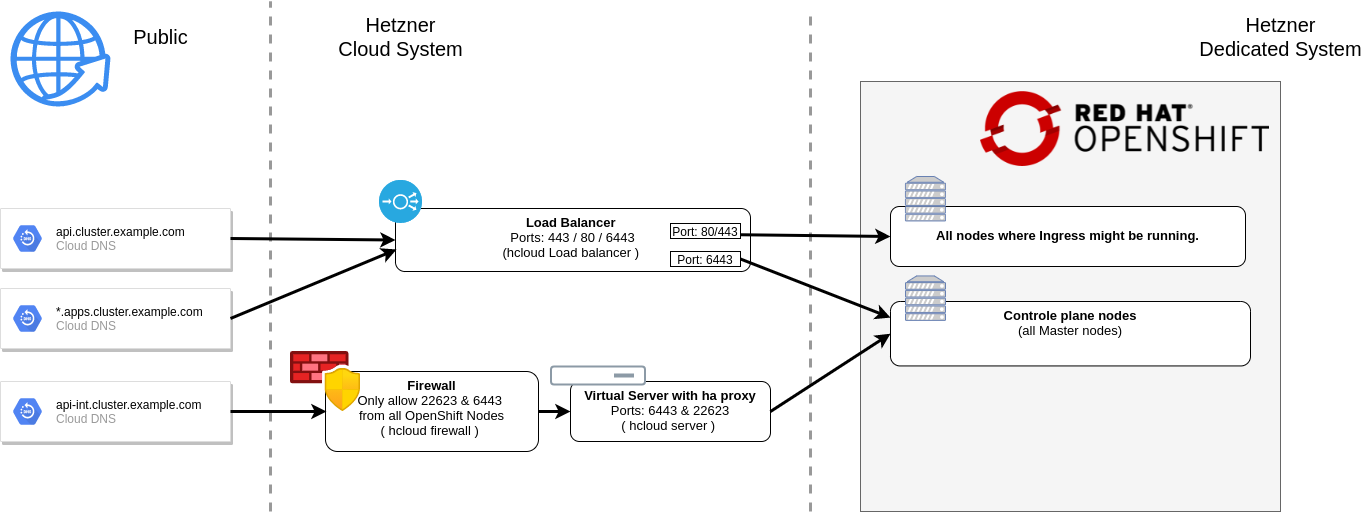 Public
Hetzner
Cloud System
Hetzner
Dedicated System
RED HAT®
OPENSHIFT
api.cluster.example.com
Cloud DNS
*.apps.cluster.example.com
Cloud DNS
api-int.cluster.example.com
Cloud DNS
Load Balancer
Ports: 443 / 80 / 6443
(hcloud Load balancer )
Port: 80/443
Port: 6443
All nodes where Ingress might be running.
Controle plane nodes
(all Master nodes)
Firewall
Only allow 22623 & 6443
from all OpenShift Nodes
( hcloud firewall )
Virtual Server with ha proxy
Ports: 6443 & 22623
( hcloud server )